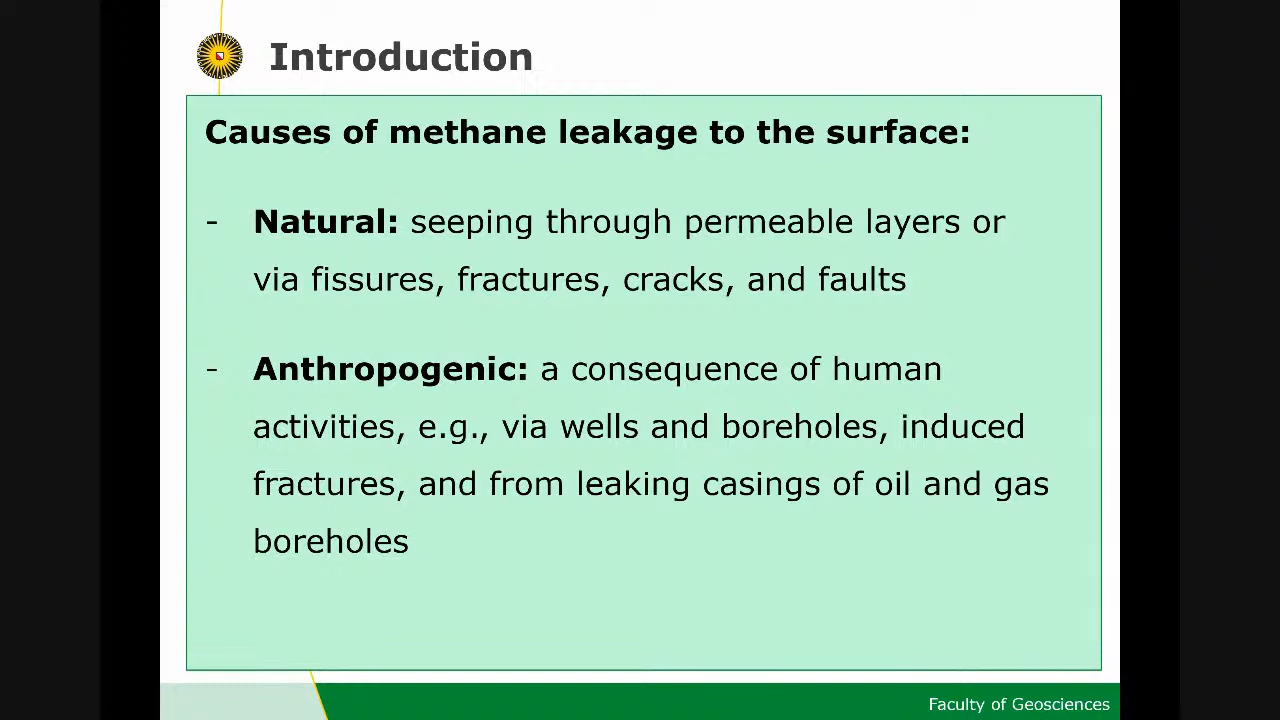 Introduction
Causes of methane leakage to the surface:
- Natural: seeping through permeable layers or
via fissures, fractures, cracks, and faults
- Anthropogenic: a consequence of human
activities, e.g., via wells and boreholes, induced
fractures, and from leaking casings of oil and gas
boreholes
Faculty of Geosciences